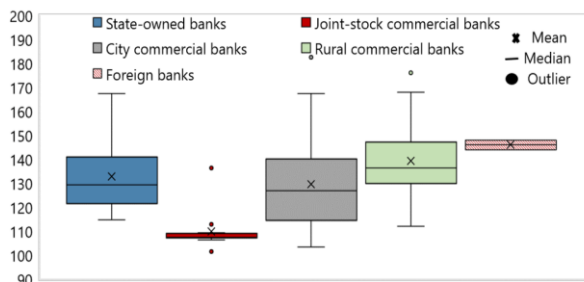 200
190
180
170
160
150
140
130
120
110
100
90
State-owned banks
Joint-stock commercial banks
City commercial banks
Rural commercial banks
Foreign banks
Mean
Median
Outlier